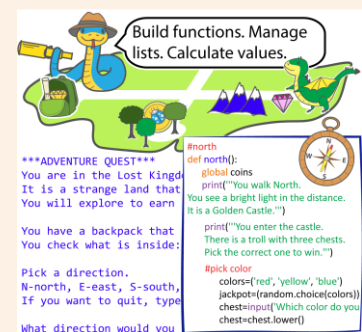 Build functions. Manage
lists. Calculate values.
***ADVENTURE QUEST***
You are in the Lost
It is a strange land that
You will explore to earn
You have a backpack that
You check what is inside:
Pick a direction.
N-north, E-east, S-south,
If you want to quit, type
What direction would you
N
E
S
W
#north
def north():
global coins
print('''You walk North.
You see a bright light in the distance.
It is a Golden Castle.''')
print('''You enter the castle.
There is a troll with three chests.
Pick the correct one to win.''')
#pick color
colors=('red', 'yellow', 'blue')
jackpot=(random.choice(colors))
chest=input('Which color do you
chest=chest.lower()